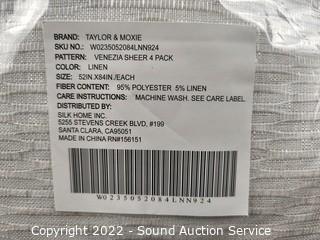 BRAND: TAYLOR & MOXIE
SKU NO.: W0235052084LNN924
PATTERN: VENEZIA SHEER 4 PACK
COLOR: LINEN
SIZE: 52IN X84IN./EACH
FIBER CONTENT: 95% POLYESTER 5% LINEN
CARE INSTRUCTIONS: MACHINE WASH. SEE CARE LABEL.
DISTRIBUTED BY:
SILK HOME INC.
5255 STEVENS CREEK BLVD, #199
SANTA CLARA, CA95051
MADE IN CHINA RN#156151
W0235052084LNN924
Copyright 2022 - Sound Auction Service